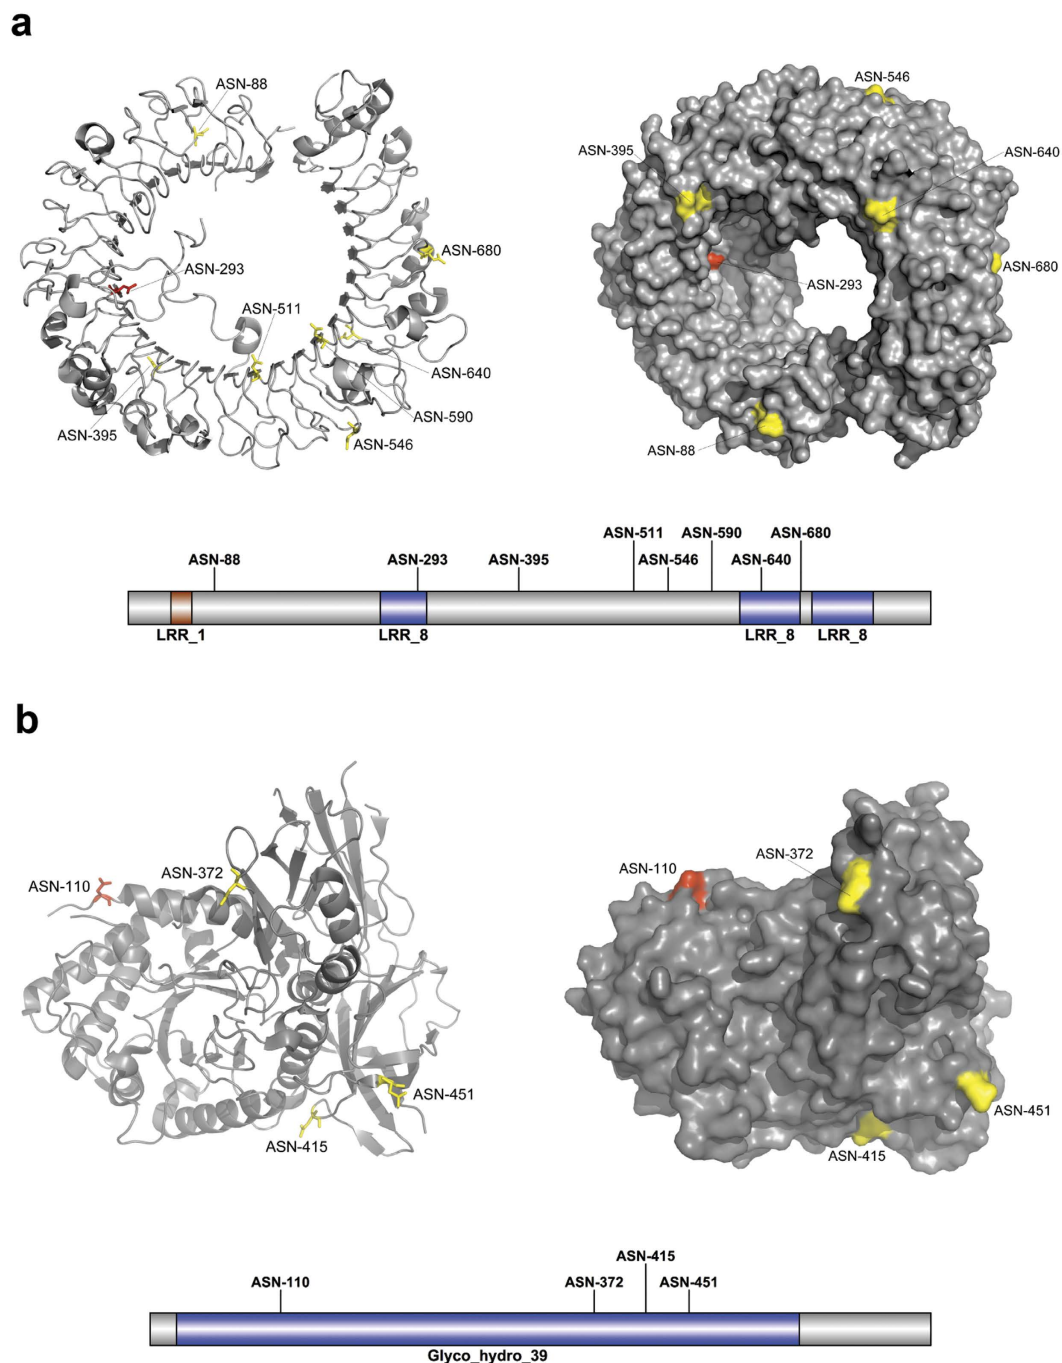 a
ASN-88
ASN-680
ASN-293
ASN-511
ASN-640
ASN-590
ASN-395
ASN-546
ASN-546
ASN-395
ASN-640
ASN-680
ASN-293
ASN-88
ASN-511 ASN-590 ASN-680
ASN-88 ASN-293 ASN-395 ASN-546 ASN-640
LRR_1 LRR_8 LRR_8 LRR_8
b
ASN-110
ASN-372
ASN-451
ASN-415
ASN-372
ASN-110
ASN-451
ASN-415
ASN-415
ASN-110 ASN-372 ASN-451
Glyco_hydro_39